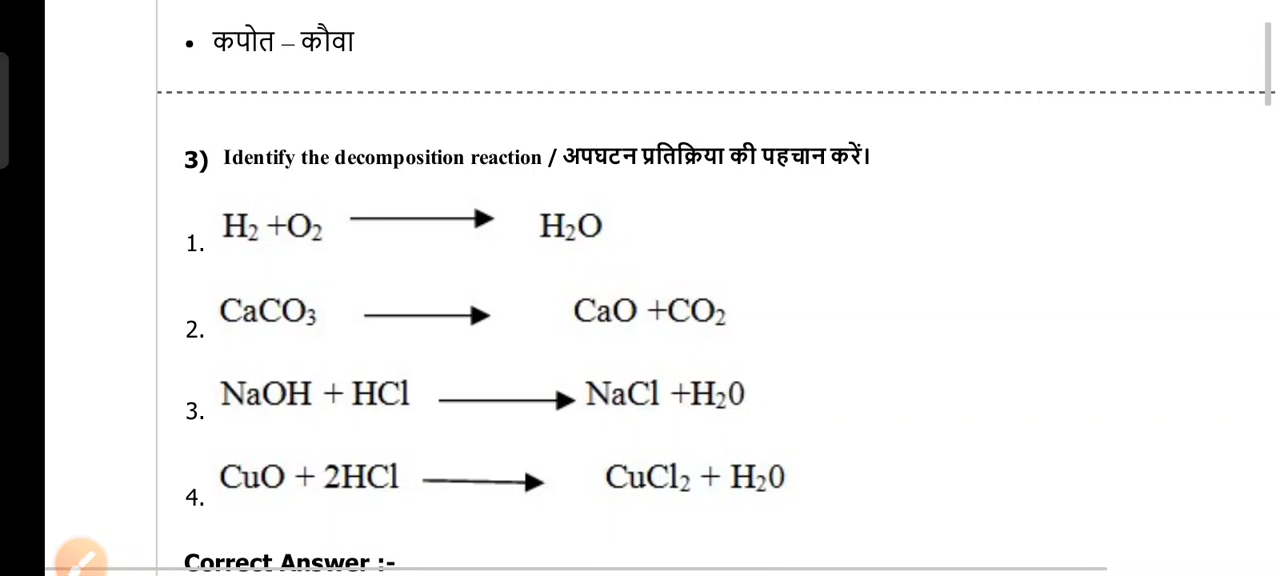 • कपोत – कौवा
3) Identify the decomposition reaction / अपघटन प्रतिक्रिया की पहचान करें।
1. H₂ +O₂ ⟶ H₂O
2. CaCO₃ ⟶ CaO +CO₂
3. NaOH + HCl ⟶ NaCl +H₂0
4. CuO + 2HCl ⟶ CuCl₂ + H₂0
Correct Answer :-